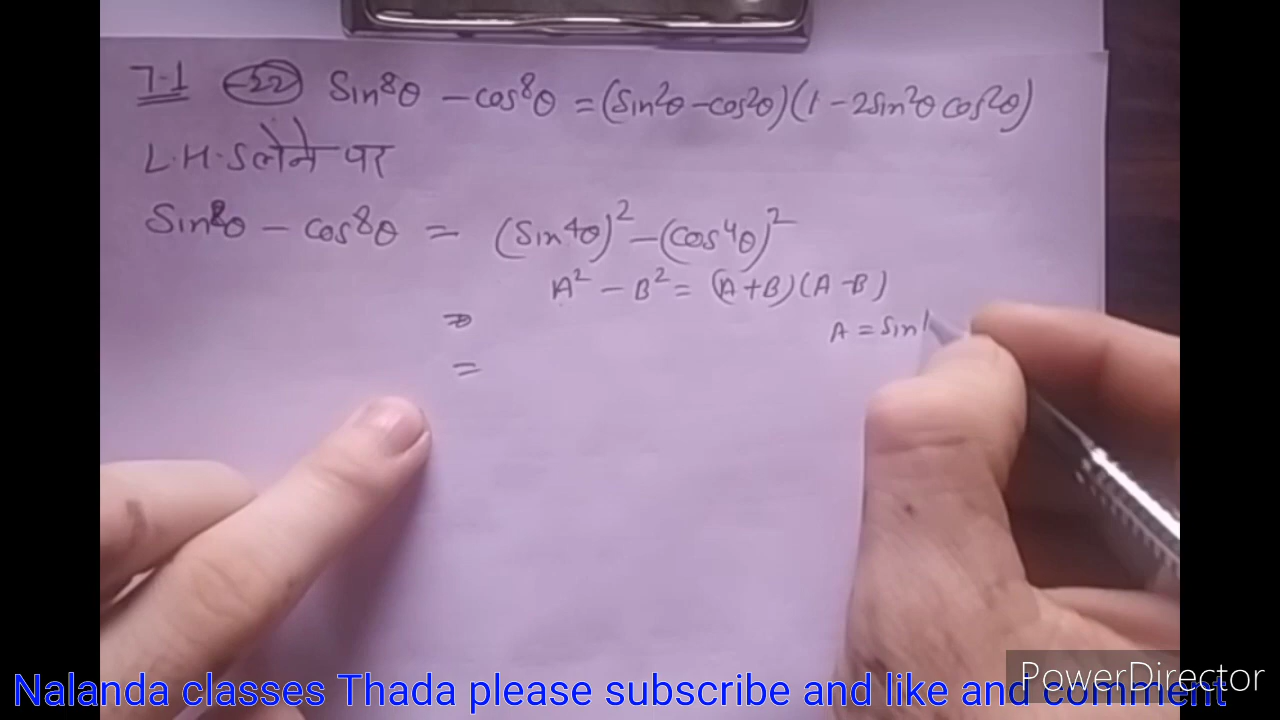 7.1 22 Sin⁸θ - cos⁸θ = (Sin²θ - cos²θ)(1 - 2Sin²θ cos²θ)
L.H.S लेने पर
Sin⁸θ - cos⁸θ = (Sin⁴θ)² - (cos⁴θ)²
A² - B² = (A+B)(A-B)
A = Sin
=
Nalanda classes Thada please subscribe and like and comment
PowerDirector